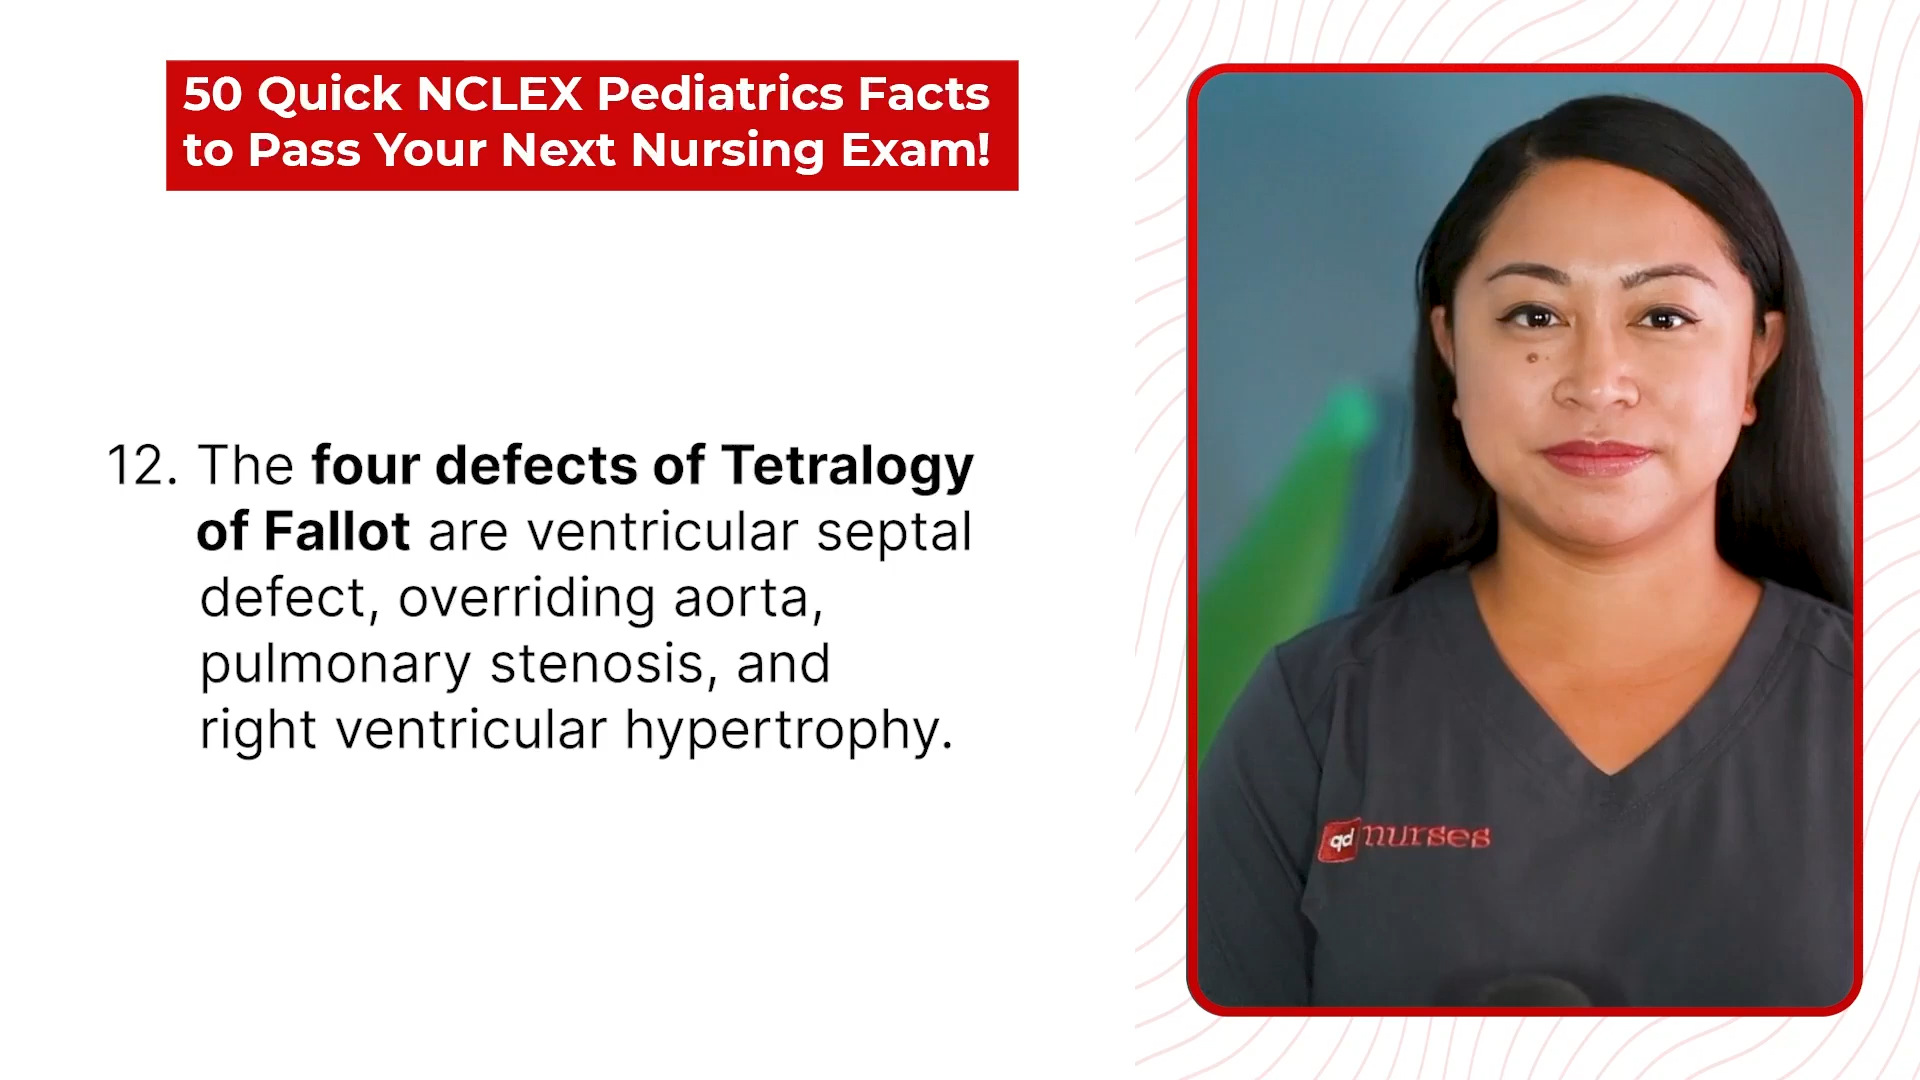 50 Quick NCLEX Pediatrics Facts
to Pass Your Next Nursing Exam!
12. The four defects of Tetralogy
of Fallot are ventricular septal
defect, overriding aorta,
pulmonary stenosis, and
right ventricular hypertrophy.
qd nurses